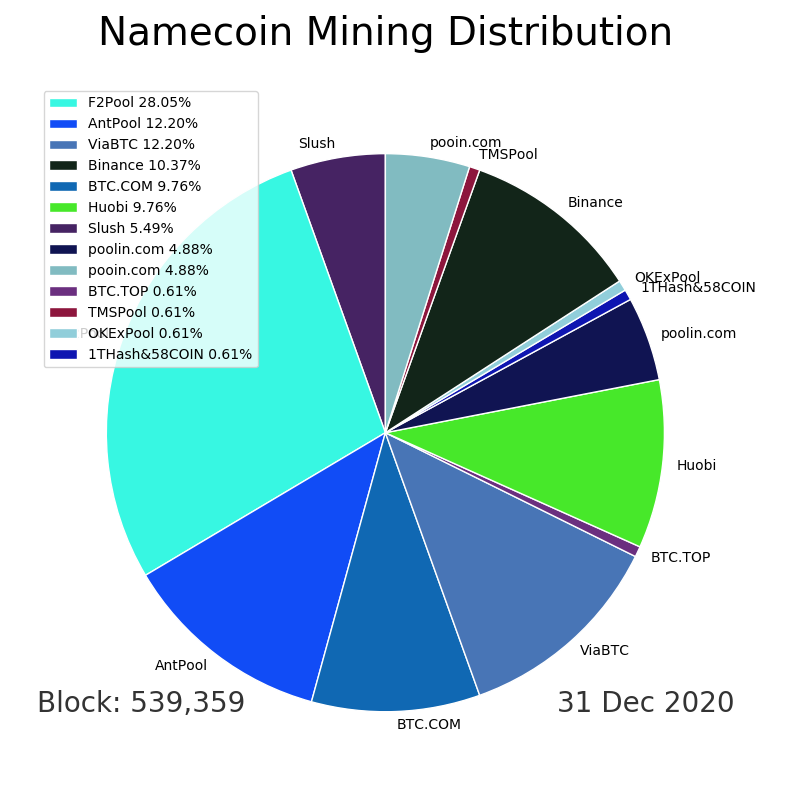 Namecoin Mining Distribution
F2Pool 28.05%
AntPool 12.20%
ViaBTC 12.20%
Binance 10.37%
BTC.COM 9.76%
Huobi 9.76%
Slush 5.49%
poolin.com 4.88%
pooin.com 4.88%
BTC.TOP 0.61%
TMSPool 0.61%
OKExPool 0.61%
1THash&58COIN 0.61%
Slush
pooin.com
TMSPool
Binance
OKExPool
1THash&58COIN
poolin.com
Huobi
BTC.TOP
ViaBTC
BTC.COM
AntPool
Block: 539,359
31 Dec 2020